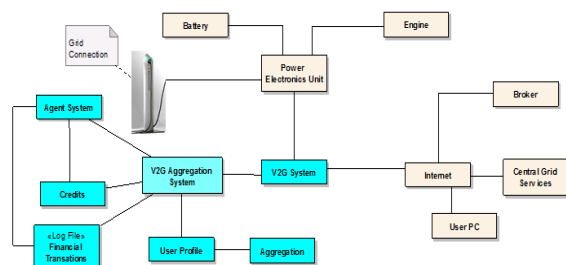 Battery
Engine
Grid
Connection
Power
Electronics Unit
Agent System
Broker
V2G Aggregation
System
V2G System
Internet
Central Grid
Services
Credits
«Log File»
Financial
Transations
User Profile
Aggregation
User PC